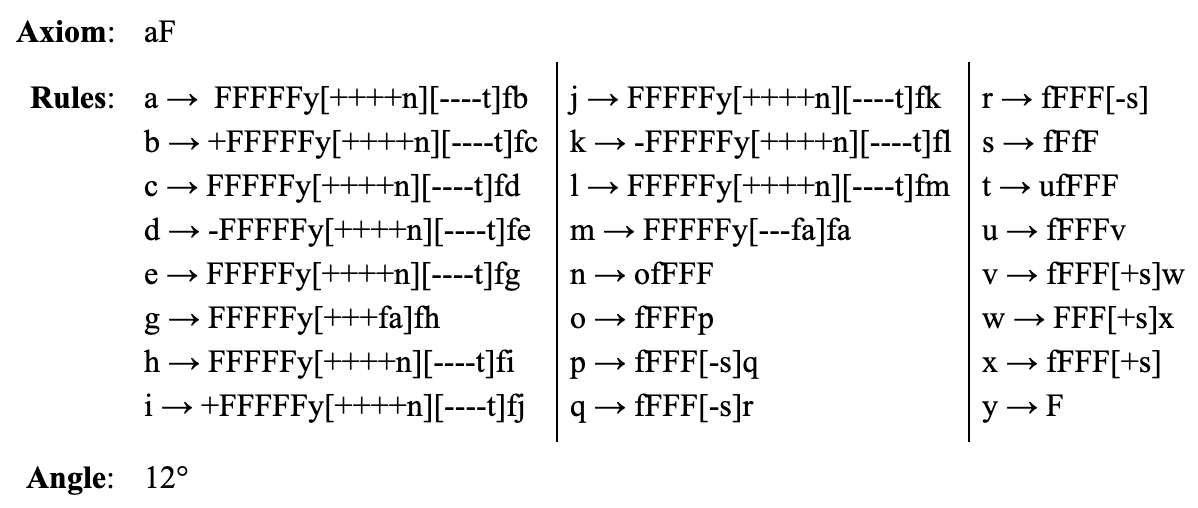 Axiom: aF
Rules: a → FFFFFy[++++n][----t]fb
b → +FFFFFy[++++n][----t]fc
c → FFFFFy[++++n][----t]fd
d → -FFFFFy[++++n][----t]fe
e → FFFFFy[++++n][----t]fg
g → FFFFFy[+++fa]fh
h → FFFFFy[++++n][----t]fi
i → +FFFFFy[++++n][----t]fj
j → FFFFFy[++++n][----t]fk
k → -FFFFFy[++++n][----t]fl
l → FFFFFy[++++n][----t]fm
m → FFFFFy[---fa]fa
n → ofFFF
o → fFFFp
p → fFFF[-s]q
q → fFFF[-s]r
r → fFFF[-s]
s → fFfF
t → ufFFF
u → fFFFv
v → fFFF[+s]w
w → FFF[+s]x
x → fFFF[+s]
y → F
Angle: 12°